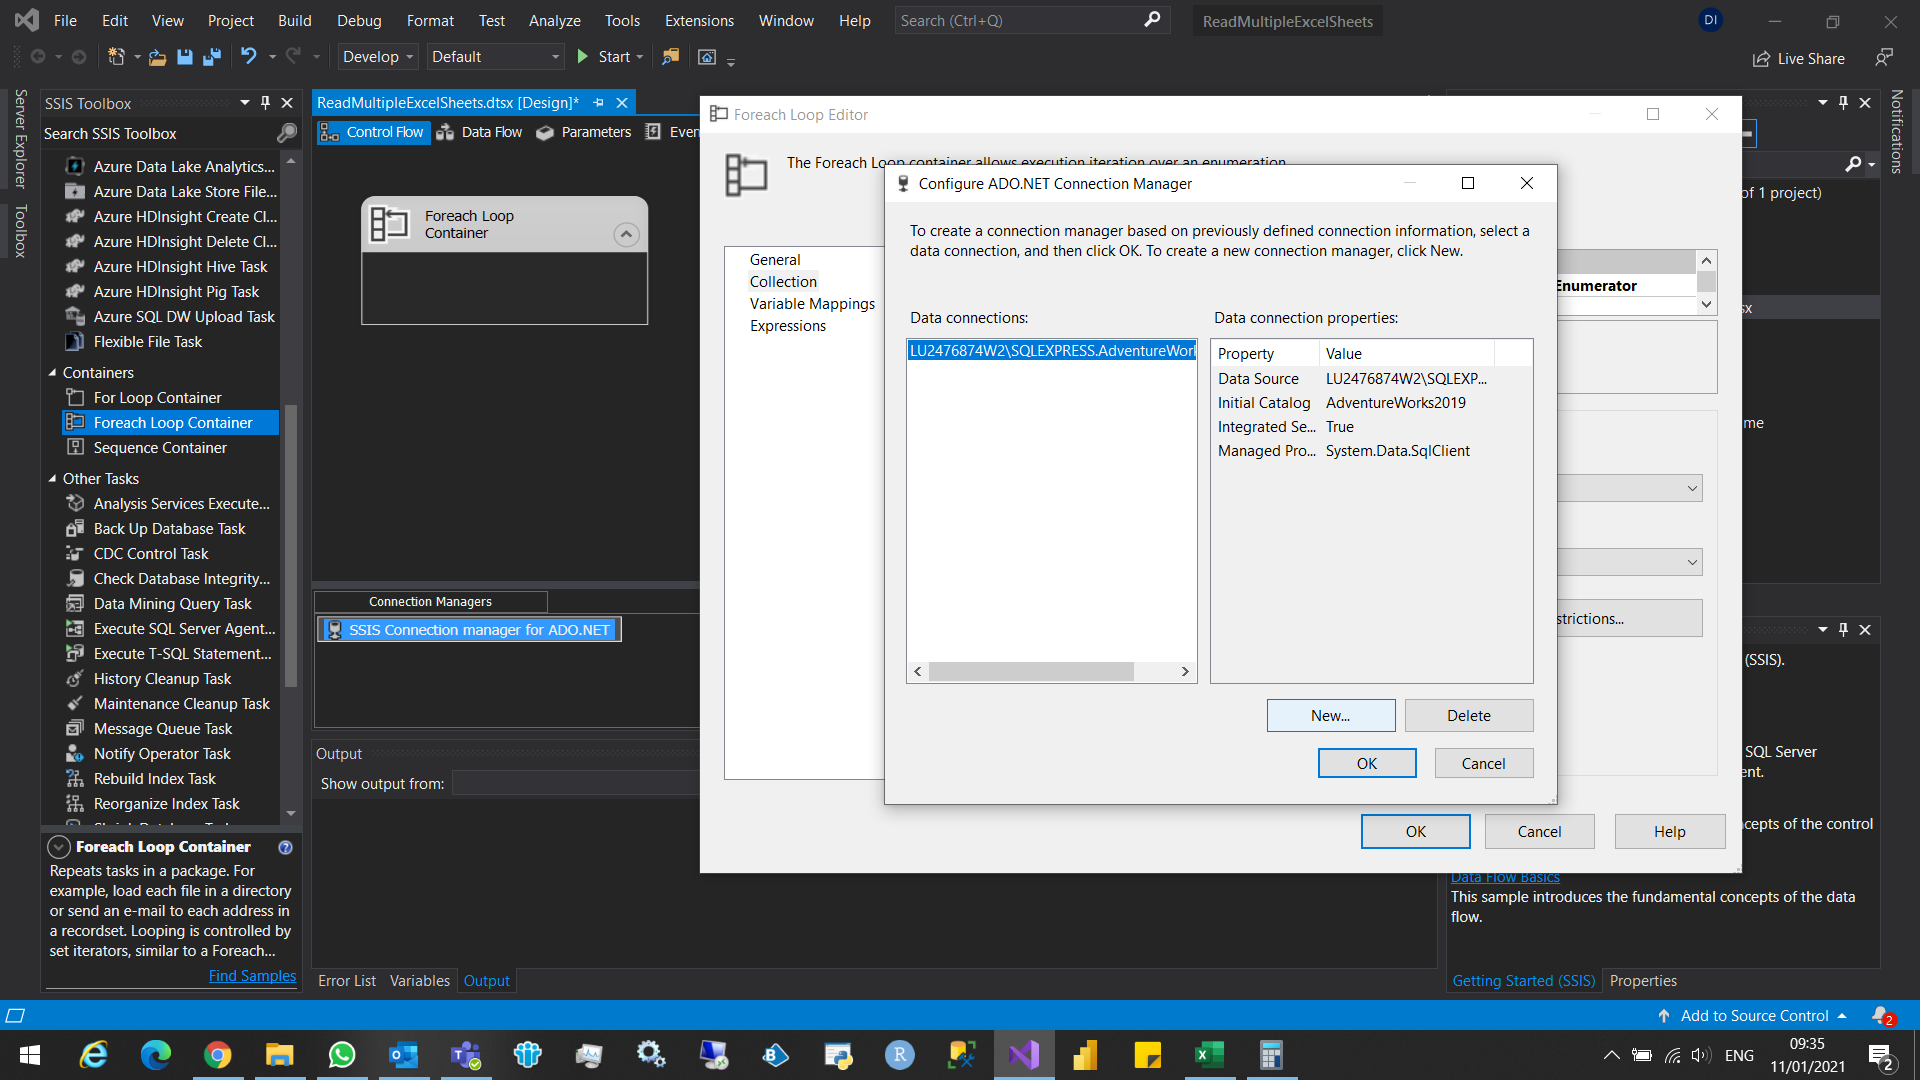 File Edit View Project Build Debug Format Test Analyze Tools Extensions Window Help Search (Ctrl+Q) ReadMultipleExcelSheets DI
Develop Default Start Live Share
Server Explorer
Toolbox
SSIS Toolbox
Search SSIS Toolbox
Azure Data Lake Analytics...
Azure Data Lake Store File...
Azure HDInsight Create Cl...
Azure HDInsight Delete Cl...
Azure HDInsight Hive Task
Azure HDInsight Pig Task
Azure SQL DW Upload Task
Flexible File Task
Containers
For Loop Container
Foreach Loop Container
Sequence Container
Other Tasks
Analysis Services Execute...
Back Up Database Task
CDC Control Task
Check Database Integrity...
Data Mining Query Task
Execute SQL Server Agent...
Execute T-SQL Statement...
History Cleanup Task
Maintenance Cleanup Task
Message Queue Task
Notify Operator Task
Rebuild Index Task
Reorganize Index Task
Foreach Loop Container
Repeats tasks in a package. For
example, load each file in a directory
or send an e-mail to each address in
a recordset. Looping is controlled by
set iterators, similar to a Foreach...
Find Samples
ReadMultipleExcelSheets.dtsx [Design]*
Control Flow Data Flow Parameters Even
Foreach Loop
Container
Connection Managers
SSIS Connection manager for ADO.NET
Output
Show output from:
Error List Variables Output
Foreach Loop Editor
The Foreach Loop container allows execution iteration over an enumeration
General
Collection
Variable Mappings
Expressions
Enumerator
strictions...
OK Cancel Help
Configure ADO.NET Connection Manager
To create a connection manager based on previously defined connection information, select a
data connection, and then click OK. To create a new connection manager, click New.
Data connections:
LU2476874W2\SQLEXPRESS.AdventureWor
Data connection properties:
Property Value
Data Source LU2476874W2\SQLEXP...
Initial Catalog AdventureWorks2019
Integrated Se... True
Managed Pro... System.Data.SqlClient
New... Delete
OK Cancel
Notifications
of 1 project)
sx
me
(SSIS).
SQL Server
ent.
cepts of the control
Data Flow Basics
This sample introduces the fundamental concepts of the data
flow.
Getting Started (SSIS) Properties
Add to Source Control 2
ENG
09:35
11/01/2021
2